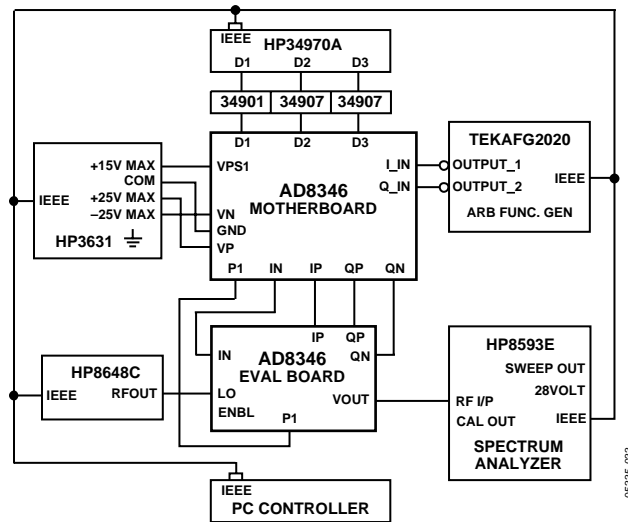 IEEE
HP34970A
D1 D2 D3
34901 34907 34907
D1 D2 D3
VPS1
VN
GND
VP
I_IN
Q_IN
AD8346
MOTHERBOARD
P1 IN IP QP QN
+15V MAX
COM
+25V MAX
–25V MAX
IEEE
HP3631
TEKAFG2020
OUTPUT_1
OUTPUT_2
IEEE
ARB FUNC. GEN
HP8648C
IEEE RFOUT
IP QP
IN
QN
AD8346
EVAL BOARD
LO
ENBL
VOUT
P1
HP8593E
SWEEP OUT
28VOLT
RF I/P
CAL OUT
IEEE
SPECTRUM
ANALYZER
IEEE
PC CONTROLLER